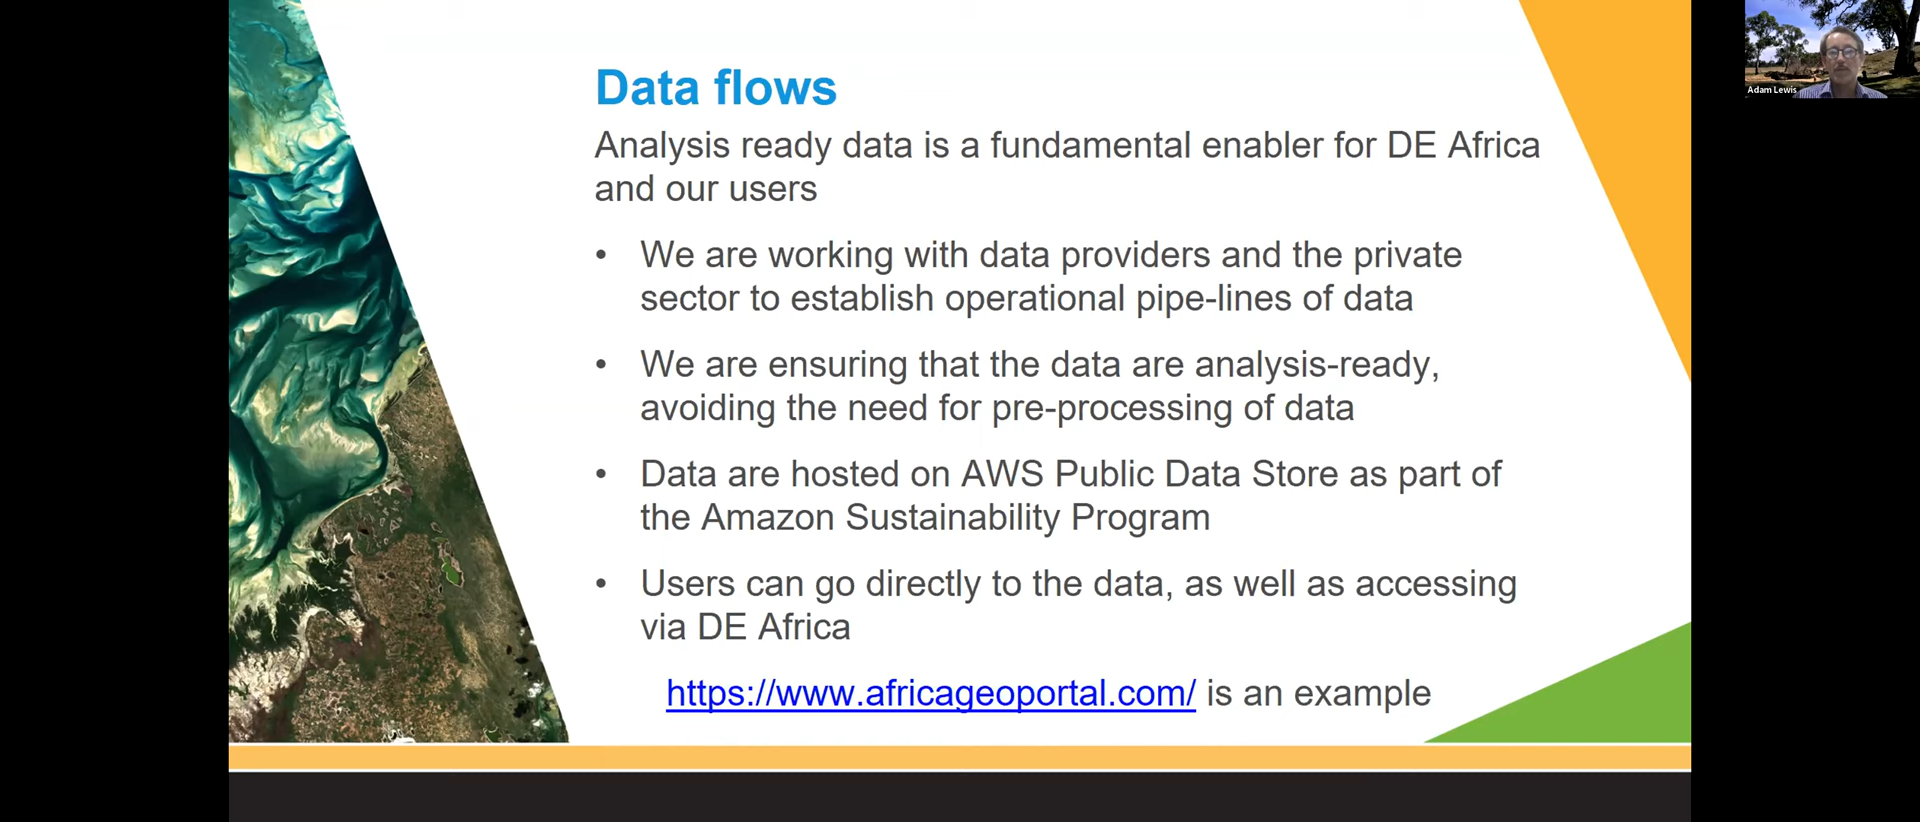 Data flows
Analysis ready data is a fundamental enabler for DE Africa
and our users
• We are working with data providers and the private
sector to establish operational pipe-lines of data
• We are ensuring that the data are analysis-ready,
avoiding the need for pre-processing of data
• Data are hosted on AWS Public Data Store as part of
the Amazon Sustainability Program
• Users can go directly to the data, as well as accessing
via DE Africa
https://www.africageoportal.com/ is an example
Adam Lewis